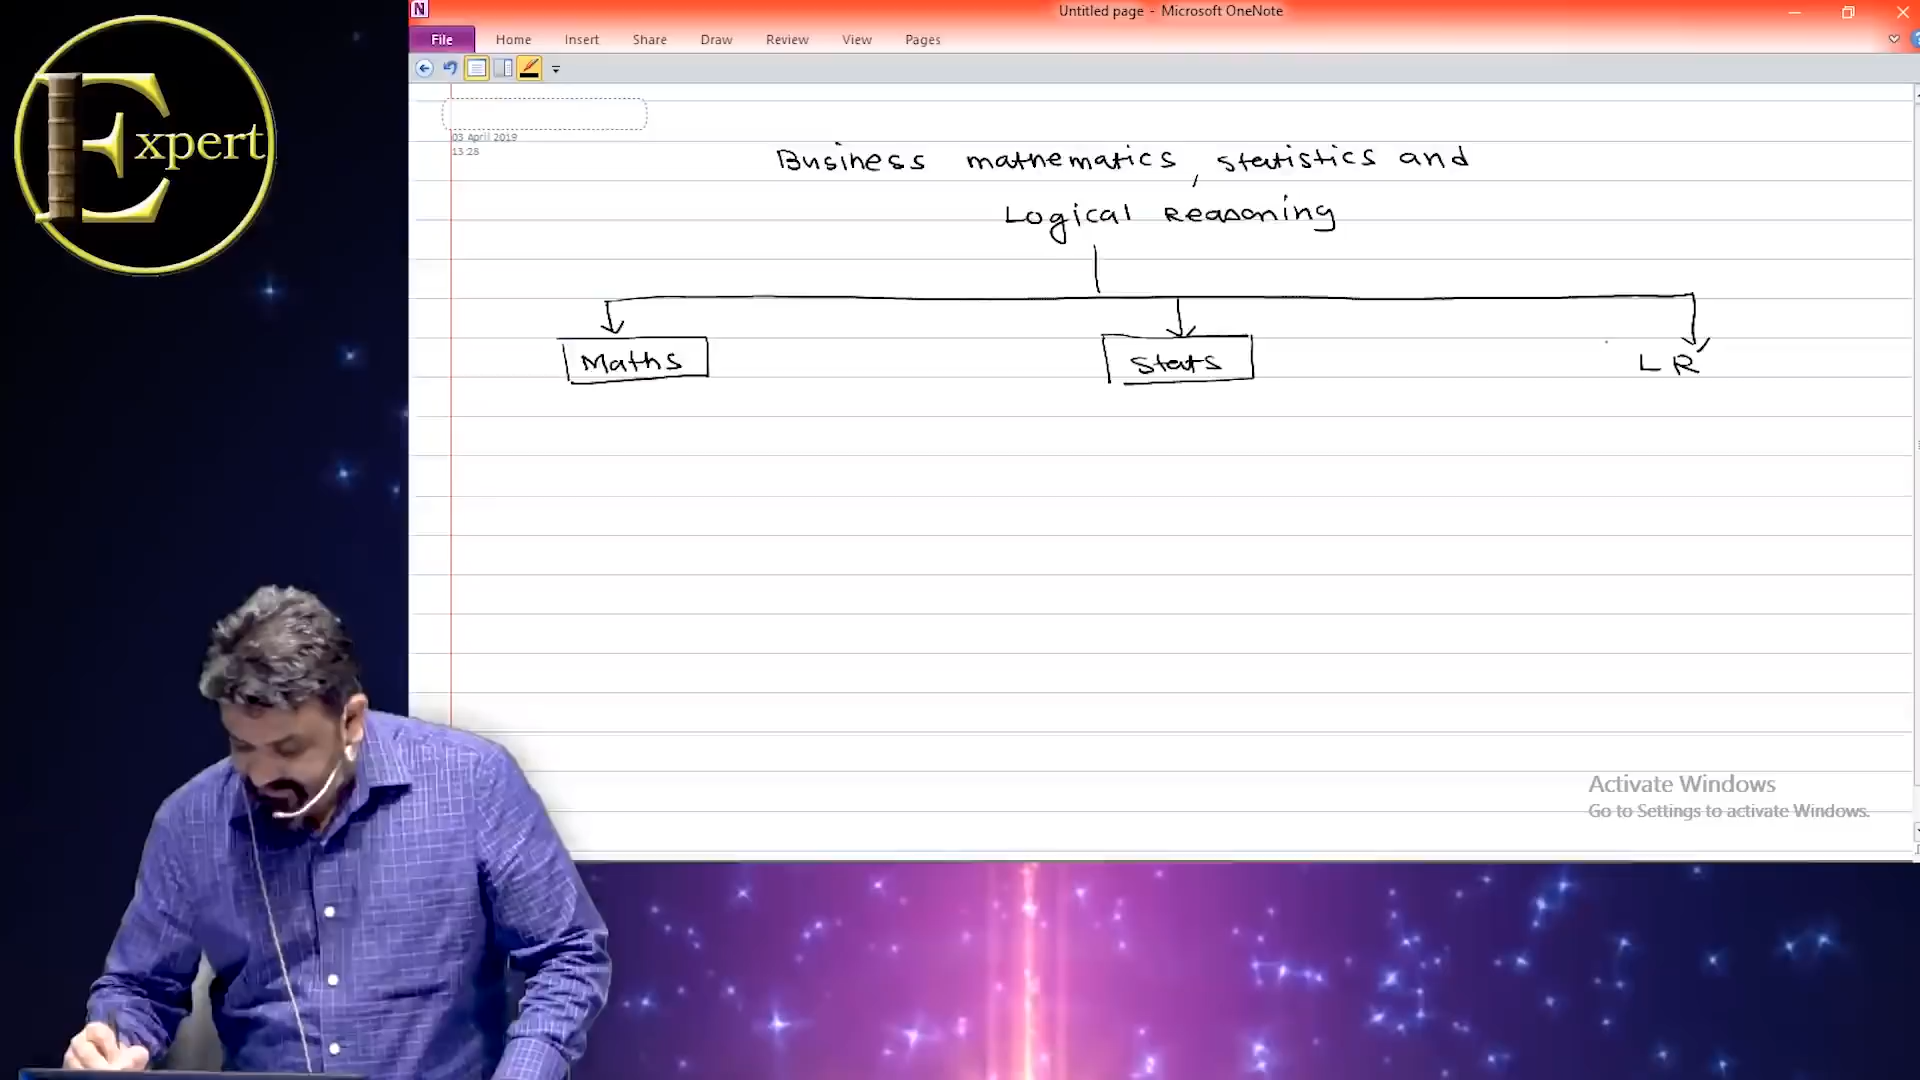 Expert
Untitled page - Microsoft OneNote
File Home Insert Share Draw Review View Pages
03 April 2019
13:28
Business mathematics, statistics and
Logical Reasoning
Maths Stats LR
Activate Windows
Go to Settings to activate Windows.